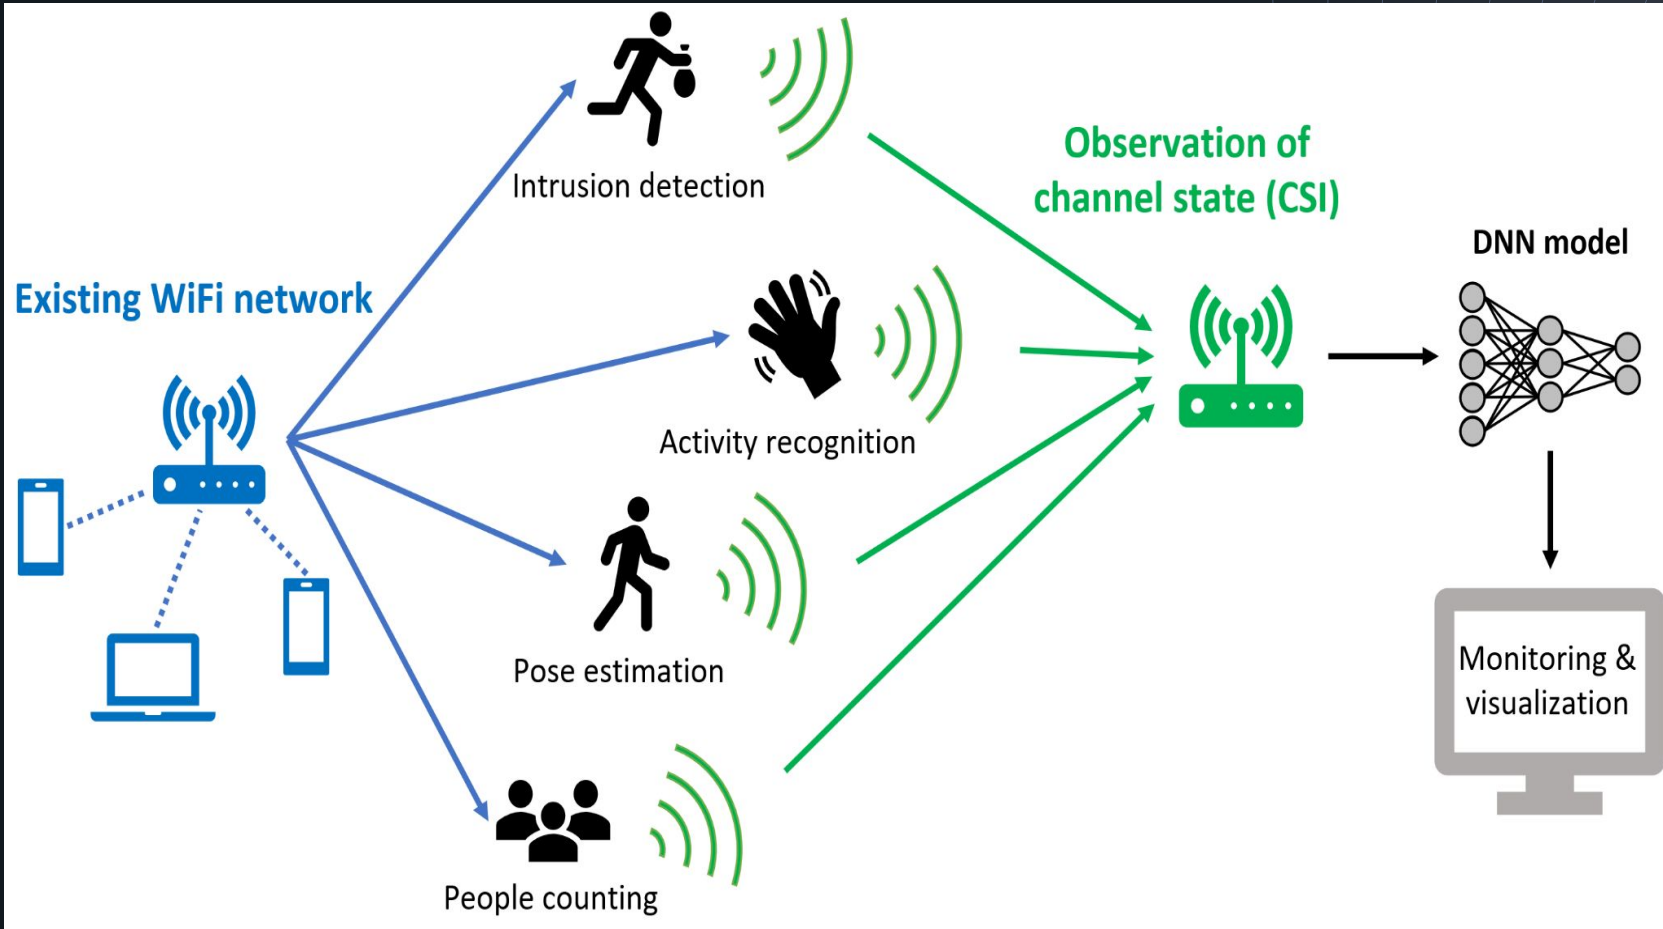 Intrusion detection
Observation of
channel state (CSI)
DNN model
Existing WiFi network
Activity recognition
Pose estimation
Monitoring &
visualization
People counting